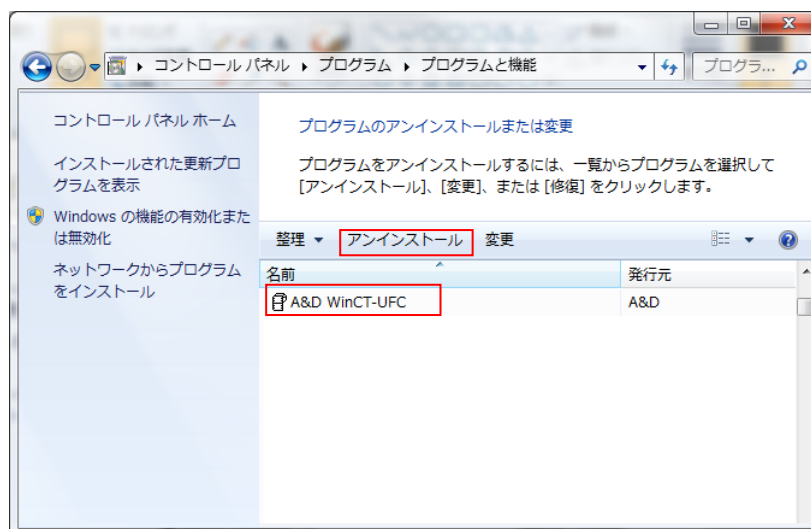 コントロール パネル ▸ プログラム ▸ プログラムと機能
プログラ...
コントロール パネル ホーム
インストールされた更新プロ
グラムを表示
Windows の機能の有効化また
は無効化
ネットワークからプログラム
をインストール
プログラムのアンインストールまたは変更
プログラムをアンインストールするには、一覧からプログラムを選択して
[アンインストール]、[変更]、または [修復] をクリックします。
整理 アンインストール 変更
名前 発行元
A&D WinCT-UFC A&D